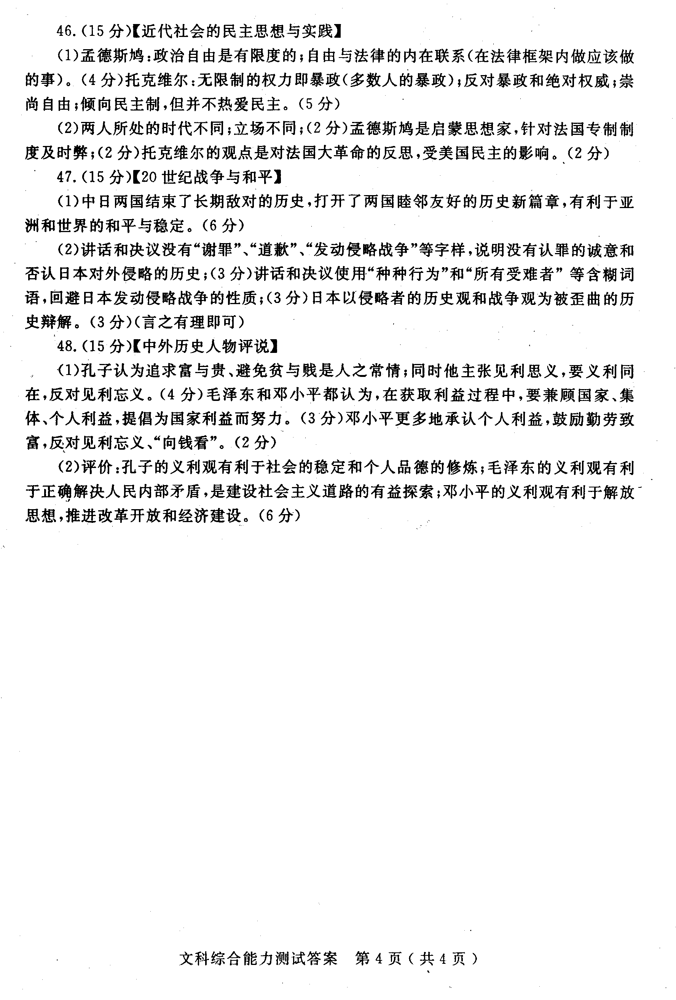 46.(15 分)【近代社会的民主思想与实践】
(1)孟德斯鸠:政治自由是有限度的;自由与法律的内在联系(在法律框架内做应该做
的事)。(4 分)托克维尔:无限制的权力即暴政(多数人的暴政);反对暴政和绝对权威;崇
尚自由;倾向民主制,但并不热爱民主。(5 分)
(2)两人所处的时代不同;立场不同;(2 分)孟德斯鸠是启蒙思想家,针对法国专制制
度及时弊;(2 分)托克维尔的观点是对法国大革命的反思,受美国民主的影响。(2 分)
47.(15 分)【20 世纪战争与和平】
(1)中日两国结束了长期敌对的历史,打开了两国睦邻友好的历史新篇章,有利于亚
洲和世界的和平与稳定。(6 分)
(2)讲话和决议没有“谢罪”、“道歉”、“发动侵略战争”等字样,说明没有认罪的诚意和
否认日本对外侵略的历史;(3 分)讲话和决议使用“种种行为”和“所有受难者” 等含糊词
语,回避日本发动侵略战争的性质;(3 分)日本以侵略者的历史观和战争观为被歪曲的历
史辩解。(3 分)(言之有理即可)
48.(15 分)【中外历史人物评说】
(1)孔子认为追求富与贵、避免贫与贱是人之常情;同时他主张见利思义,要义利同
在,反对见利忘义。(4 分)毛泽东和邓小平都认为,在获取利益过程中,要兼顾国家、集
体、个人利益,提倡为国家利益而努力。(3 分)邓小平更多地承认个人利益,鼓励勤劳致
富,反对见利忘义、“向钱看”。(2 分)
(2)评价:孔子的义利观有利于社会的稳定和个人品德的修炼;毛泽东的义利观有利
于正确解决人民内部矛盾,是建设社会主义道路的有益探索;邓小平的义利观有利于解放
思想,推进改革开放和经济建设。(6 分)
文科综合能力测试答案 第 4 页(共 4 页)